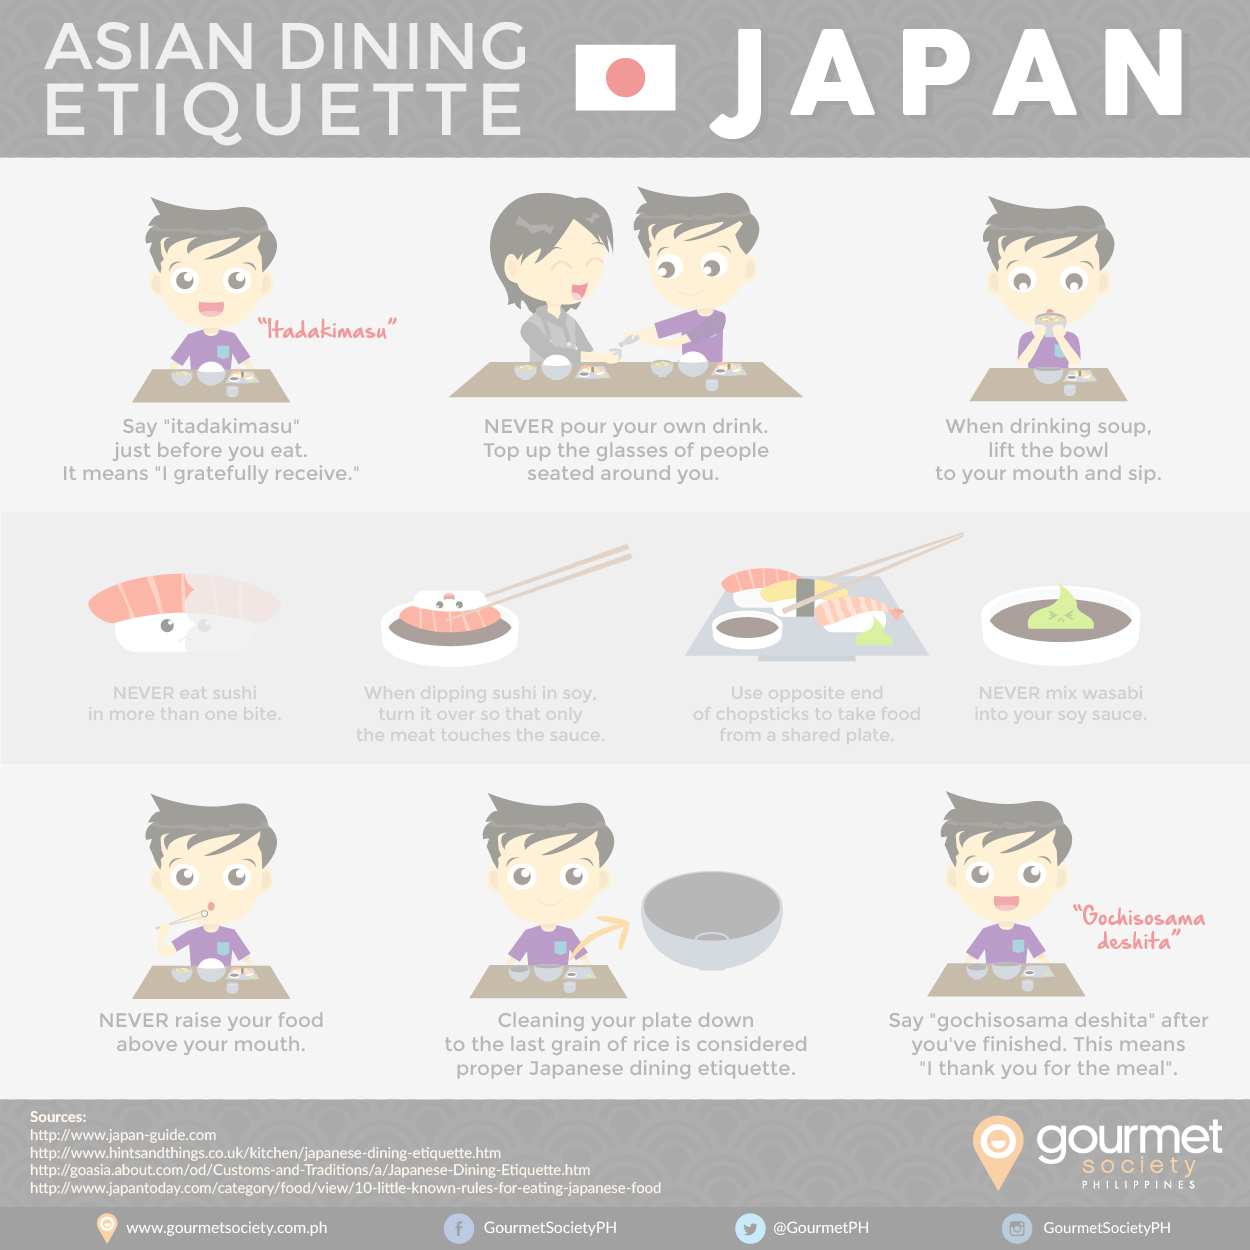 ASIAN DINING
ETIQUETTE
JAPAN
"Itadakimasu"
Say "itadakimasu"
just before you eat.
It means "I gratefully receive."
NEVER pour your own drink.
Top up the glasses of people
seated around you.
When drinking soup,
lift the bowl
to your mouth and sip.
NEVER eat sushi
in more than one bite.
When dipping sushi in soy,
turn it over so that only
the meat touches the sauce.
Use opposite end
of chopsticks to take food
from a shared plate.
NEVER mix wasabi
into your soy sauce.
NEVER raise your food
above your mouth.
Cleaning your plate down
to the last grain of rice is considered
proper Japanese dining etiquette.
"Gochisosama
deshita"
Say "gochisosama deshita" after
you've finished. This means
"I thank you for the meal".
Sources:
http://www.japan-guide.com
http://www.hintsandthings.co.uk/kitchen/japanese-dining-etiquette.htm
http://goasia.about.com/od/Customs-and-Traditions/a/Japanese-Dining-Etiquette.htm
http://www.japantoday.com/category/food/view/10-little-known-rules-for-eating-japanese-food
gourmet
society
PHILIPPINES
www.gourmetsociety.com.ph
GourmetSocietyPH
@GourmetPH
GourmetSocietyPH